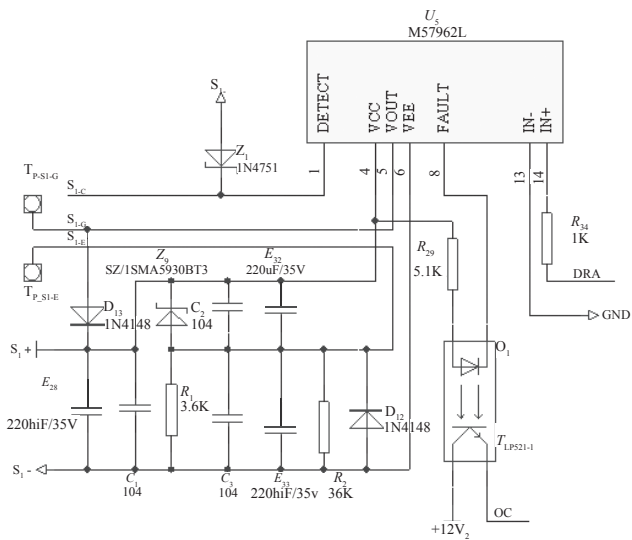 U5
M57962L
DETECT
VCC
VOUT
VEE
FAULT
IN-
IN+
1
4
5
6
8
13
14
S1-
Z1
1N4751
TP-S1-G
S1-C
S1-G
S1-E
TP_S1-E
Z9
SZ/1SMA5930BT3
E32
220uF/35V
R29
5.1K
R34
1K
DRA
GND
D13
1N4148
C2
104
S1 +
E28
220hiF/35V
R1
3.6K
D12
1N4148
O1
TLP521-1
S1 -
C1
104
C3
104
E33
220hiF/35v
R2
36K
+12V2
OC